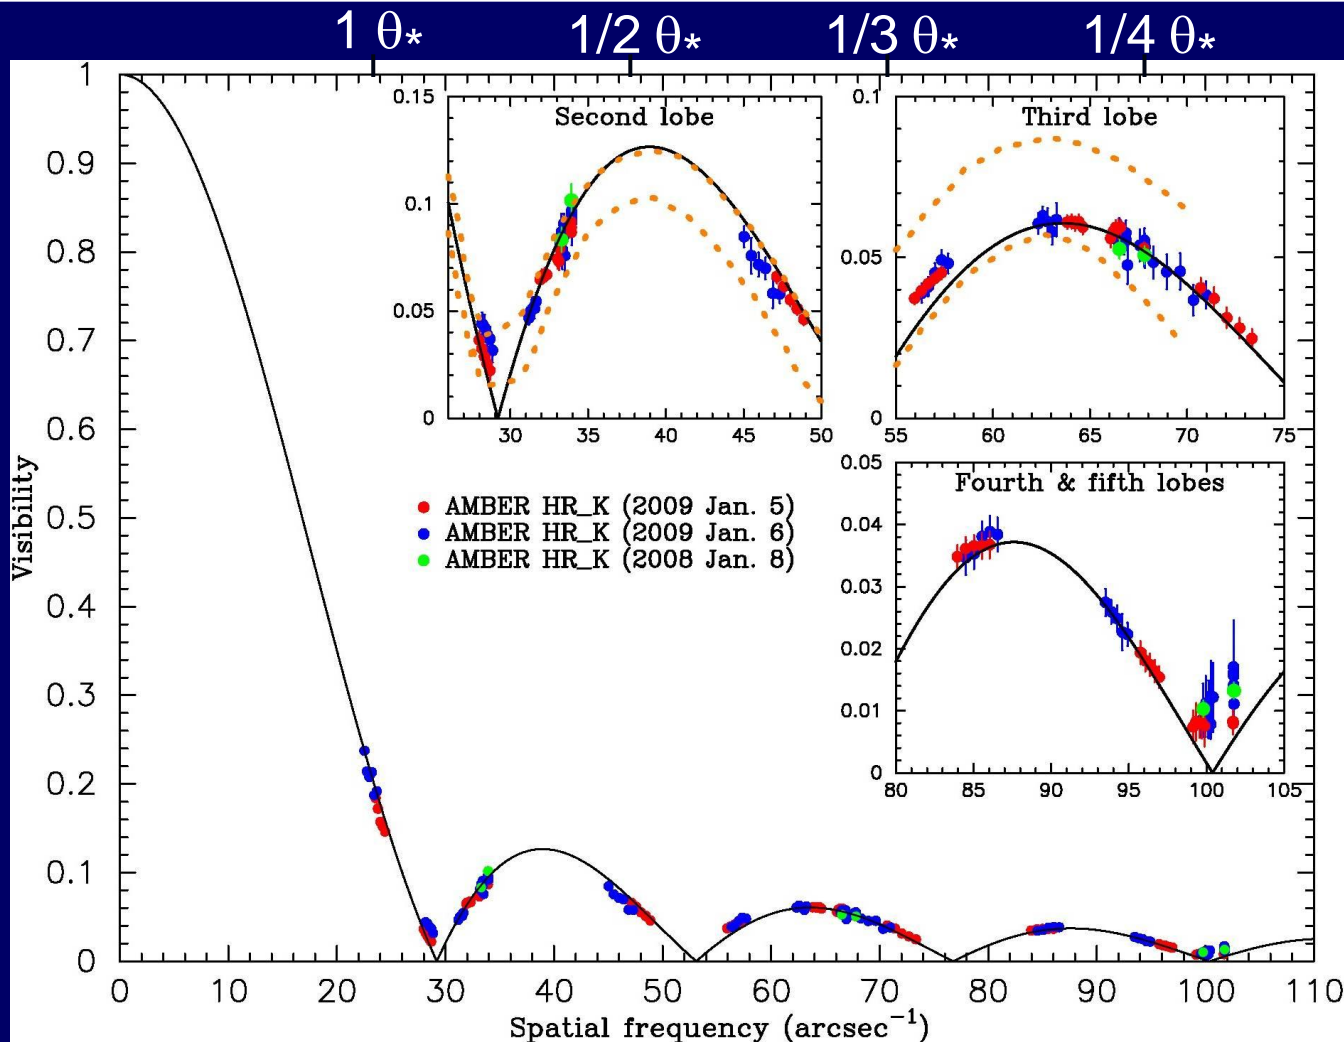 1 θ* 1/2 θ* 1/3 θ* 1/4 θ*
1
0.9
0.8
0.7
0.6
0.5
0.4
0.3
0.2
0.1
0
Visibility
0 10 20 30 40 50 60 70 80 90 100 110
Spatial frequency (arcsec⁻¹)
Second lobe
0.15
0.1
0.05
0
30 35 40 45 50
Third lobe
0.1
0.05
0
55 60 65 70 75
AMBER HR_K (2009 Jan. 5)
AMBER HR_K (2009 Jan. 6)
AMBER HR_K (2008 Jan. 8)
Fourth & fifth lobes
0.05
0.04
0.03
0.02
0.01
0
80 85 90 95 100 105